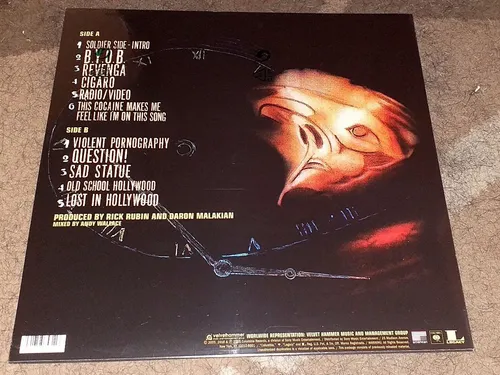 SIDE A
1 SOLDIER SIDE - INTRO
2 B.Y.O.B.
3 REVENGA
4 CIGARO
5 RADIO/VIDEO
6 THIS COCAINE MAKES ME
FEEL LIKE I'M ON THIS SONG
SIDE B
1 VIOLENT PORNOGRAPHY
2 QUESTION!
3 SAD STATUE
4 OLD SCHOOL HOLLYWOOD
5 LOST IN HOLLYWOOD
PRODUCED BY RICK RUBIN AND DARON MALAKIAN
MIXED BY ANDY WALLACE
XII
velvethammer
WORLDWIDE REPRESENTATION: VELVET HAMMER MUSIC AND MANAGEMENT GROUP